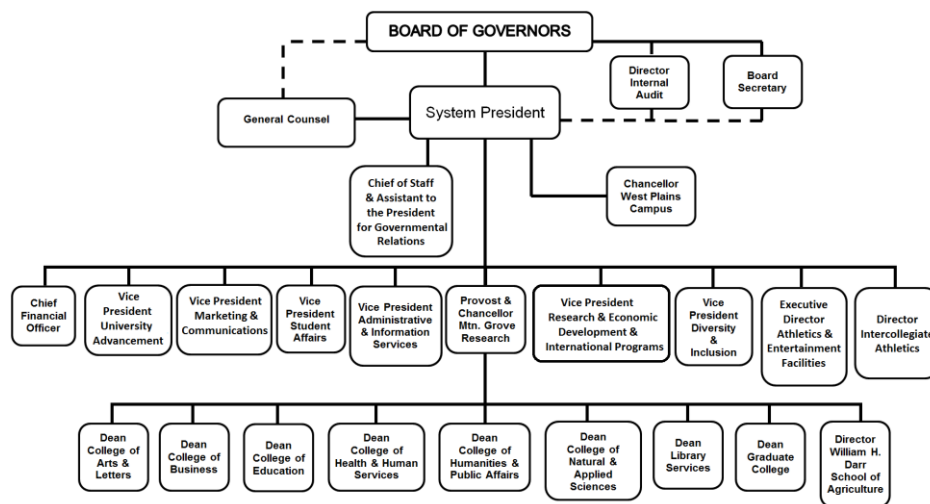 BOARD OF GOVERNORS
Director
Internal
Audit
Board
Secretary
General Counsel
System President
Chief of Staff
& Assistant to
the President
for Governmental
Relations
Chancellor
West Plains
Campus
Chief
Financial
Officer
Vice
President
University
Advancement
Vice President
Marketing &
Communications
Vice
President
Student
Affairs
Vice President
Administrative
& Information
Services
Provost &
Chancellor
Mtn. Grove
Research
Vice President
Research & Economic
Development &
International Programs
Vice
President
Diversity
&
Inclusion
Executive
Director
Athletics &
Entertainment
Facilities
Director
Intercollegiate
Athletics
Dean
College of
Arts &
Letters
Dean
College of
Business
Dean
College of
Education
Dean
College of
Health & Human
Services
Dean
College of
Humanities &
Public Affairs
Dean
College of
Natural &
Applied
Sciences
Dean
Library
Services
Dean
Graduate
College
Director
William H.
Darr
School of
Agriculture